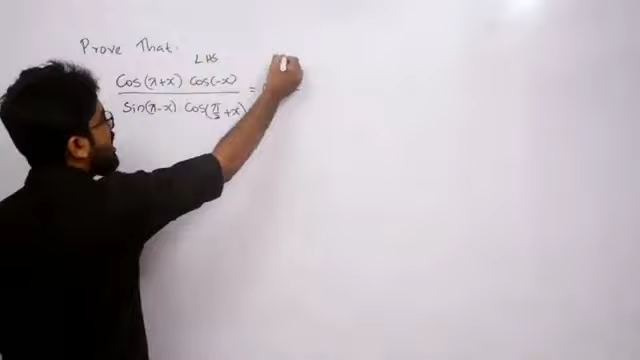 Prove That.
LHS
Cos(π+x) Cos(-x)
Sin(π-x) Cos(π/2 +x) =